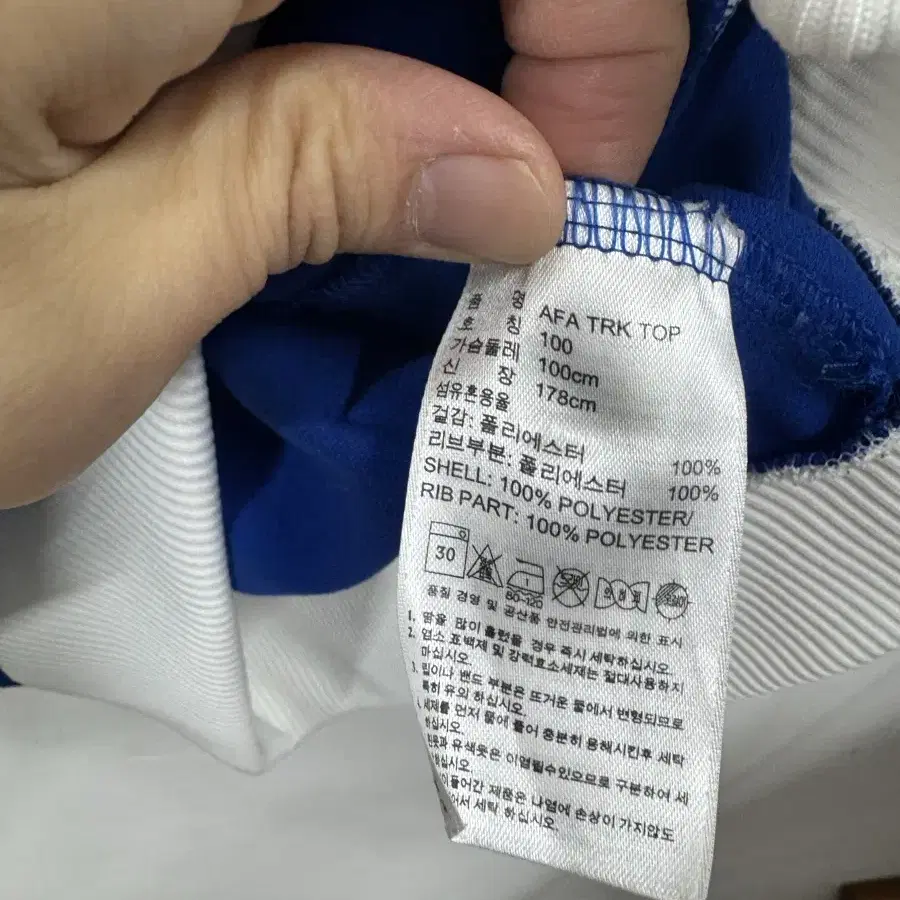 품 명 AFA TRK TOP
호 칭 100
가슴둘레 100cm
신 장 178cm
섬유혼용율
겉감: 폴리에스터 100%
리브부분: 폴리에스터 100%
SHELL: 100% POLYESTER/
RIB PART: 100% POLYESTER
30
80-120
품질 경영 및 공산품 안전관리법에 의한 표시
1. 땀을 많이 흘렸을 경우 즉시 세탁하십시오
2. 염소 표백제 및 강력효소세제는 절대사용하지
마십시오.
3. 립이나 밴드 부분은 뜨거운 물에서 변형되므로
특히 유의 하십시오.
세제를 먼저 물에 풀어 충분히 용해시킨후 세탁
하십시오.
유색옷은 이염될수있으므로 구분하여 세
하십시오.
들어간 제품은 나염에 손상이 가지않도
세탁 하십시오.